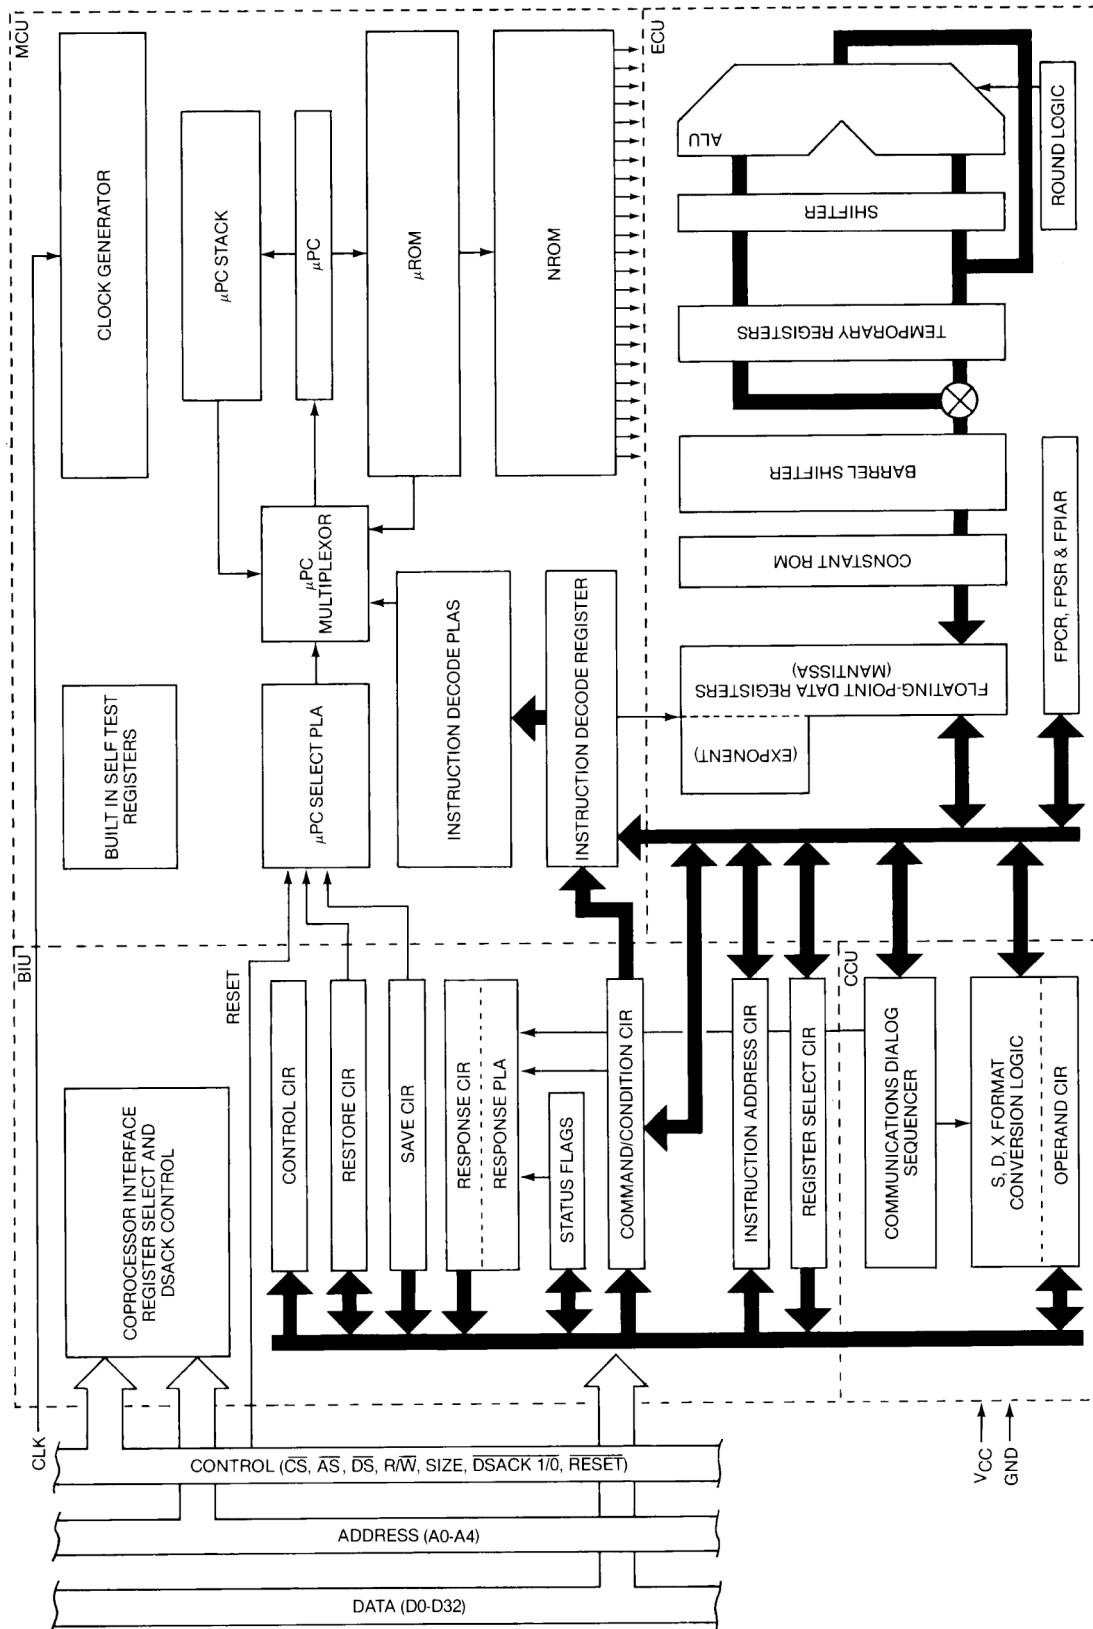 MCU
CLOCK GENERATOR
μPC STACK
μPC
μROM
NROM
BUILT IN SELF TEST
REGISTERS
μPC SELECT PLA
μPC
MULTIPLEXOR
INSTRUCTION DECODE PLAS
INSTRUCTION DECODE REGISTER
ECU
ALU
ROUND LOGIC
SHIFTER
TEMPORARY REGISTERS
BARREL SHIFTER
CONSTANT ROM
FLOATING-POINT DATA REGISTERS
(MANTISSA)
(EXPONENT)
FPCR, FPSR & FPIAR
BIU
COPROCESSOR INTERFACE
REGISTER SELECT AND
DSACK CONTROL
RESET
CONTROL CIR
RESTORE CIR
SAVE CIR
RESPONSE CIR
RESPONSE PLA
STATUS FLAGS
COMMAND/CONDITION CIR
INSTRUCTION ADDRESS CIR
REGISTER SELECT CIR
CCU
COMMUNICATIONS DIALOG
SEQUENCER
S, D, X FORMAT
CONVERSION LOGIC
OPERAND CIR
CLK
CONTROL (C̅S̅, A̅S̅, D̅S̅, R/W̅, SIZE, D̅S̅A̅C̅K̅ 1̅/0̅, R̅E̅S̅E̅T̅)
ADDRESS (A0-A4)
DATA (D0-D32)
VCC
GND